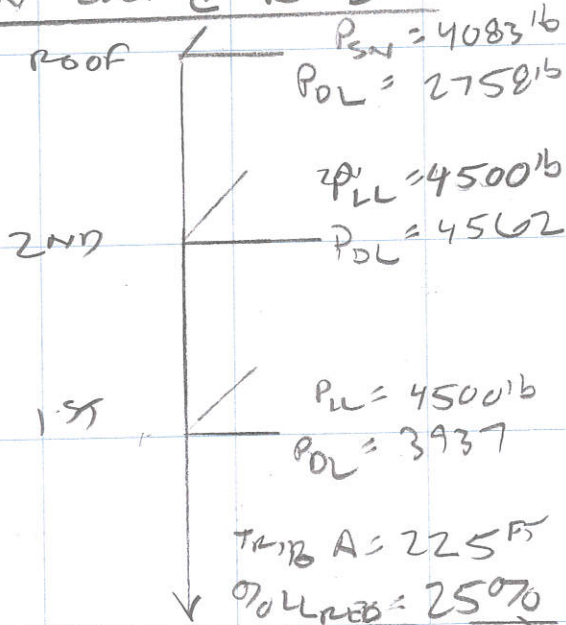 ROOF
P_SN = 4083 lb
P_DL = 2758 lb
P_LL = 4500 lb
2ND
P_DL = 4562
P_LL = 4500 lb
1ST
P_DL = 3937
TRIB A = 225 FT
% LL RED = 25%